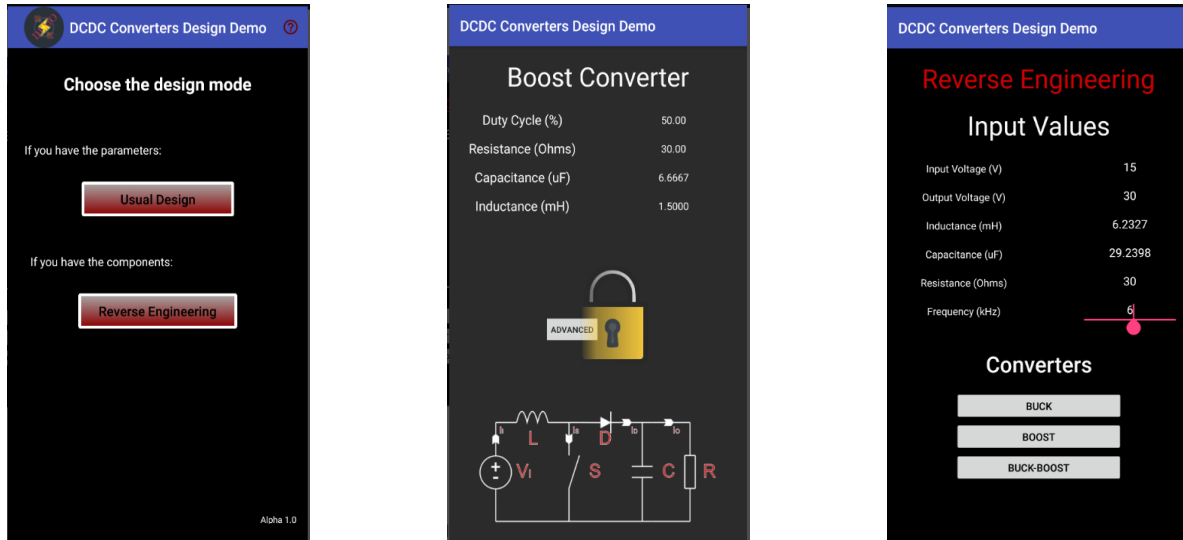 DCDC Converters Design Demo
Choose the design mode
If you have the parameters:
Usual Design
If you have the components:
Reverse Engineering
Alpha 1.0
DCDC Converters Design Demo
Boost Converter
Duty Cycle (%) 50.00
Resistance (Ohms) 30.00
Capacitance (uF) 6.6667
Inductance (mH) 1.5000
ADVANCED
L D
VI S C R
DCDC Converters Design Demo
Reverse Engineering
Input Values
Input Voltage (V) 15
Output Voltage (V) 30
Inductance (mH) 6.2327
Capacitance (uF) 29.2398
Resistance (Ohms) 30
Frequency (kHz) 6
Converters
BUCK
BOOST
BUCK-BOOST